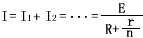 I = I₁ + I₂ = ⋯⋯ = E / (R + r/n)